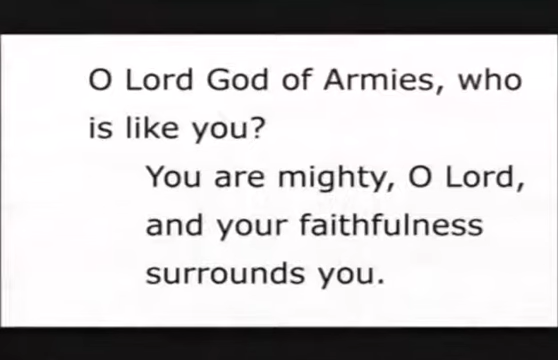 O Lord God of Armies, who
is like you?
You are mighty, O Lord,
and your faithfulness
surrounds you.